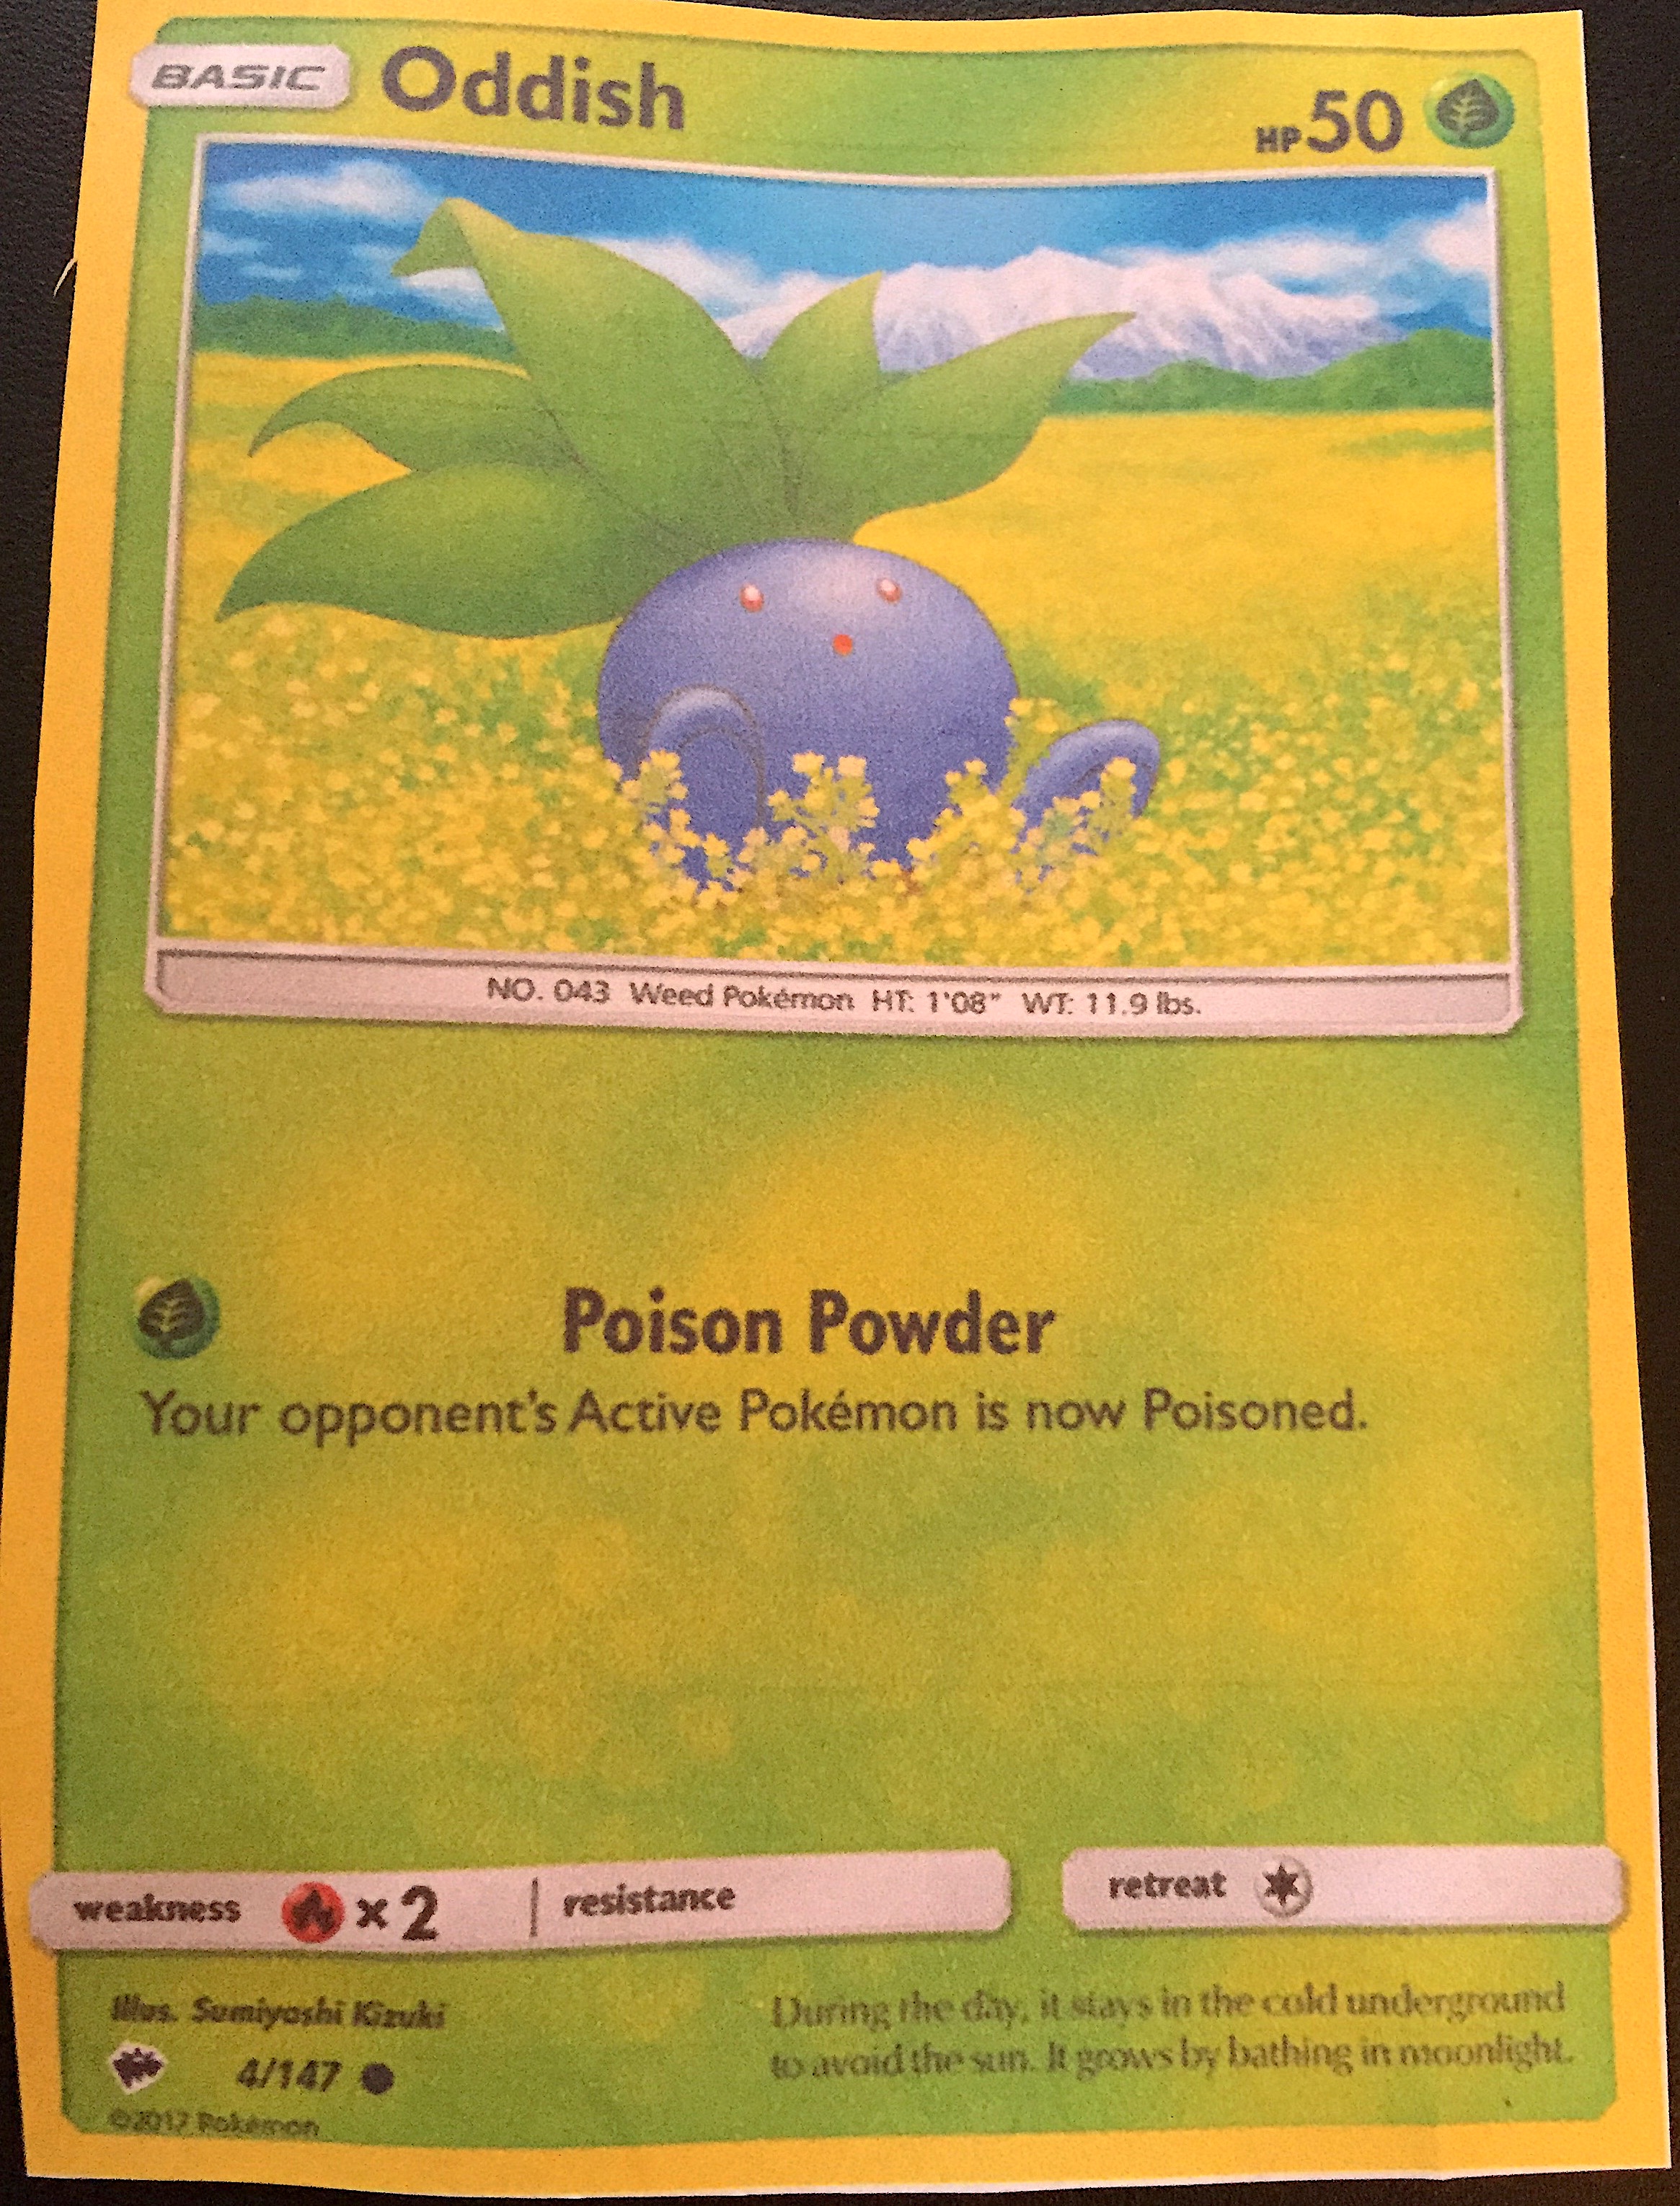 BASIC Oddish HP 50
NO. 043 Weed Pokémon HT: 1'08" WT: 11.9 lbs.
Poison Powder
Your opponent's Active Pokémon is now Poisoned.
weakness ×2 resistance retreat
Illus. Sumiyoshi Kizuki
4/147
©2017 Pokémon
During the day, it stays in the cold underground
to avoid the sun. It grows by bathing in moonlight.